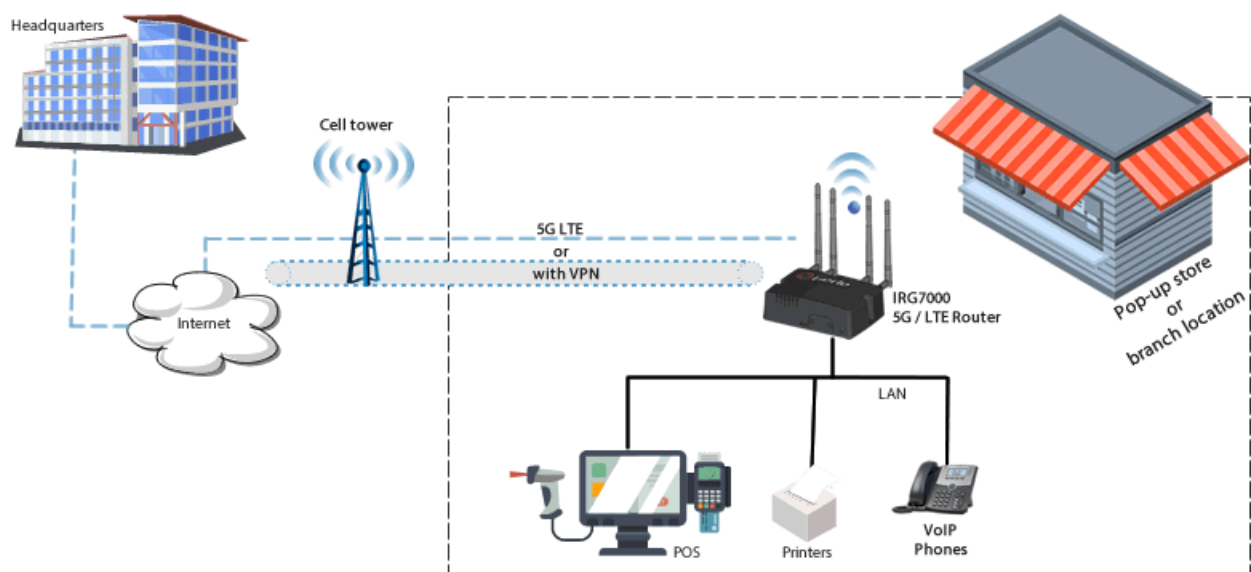 Headquarters
Cell tower
5G LTE
or
with VPN
Internet
perle
IRG7000
5G / LTE Router
Pop-up store
or
branch location
LAN
POS
Printers
VoIP
Phones